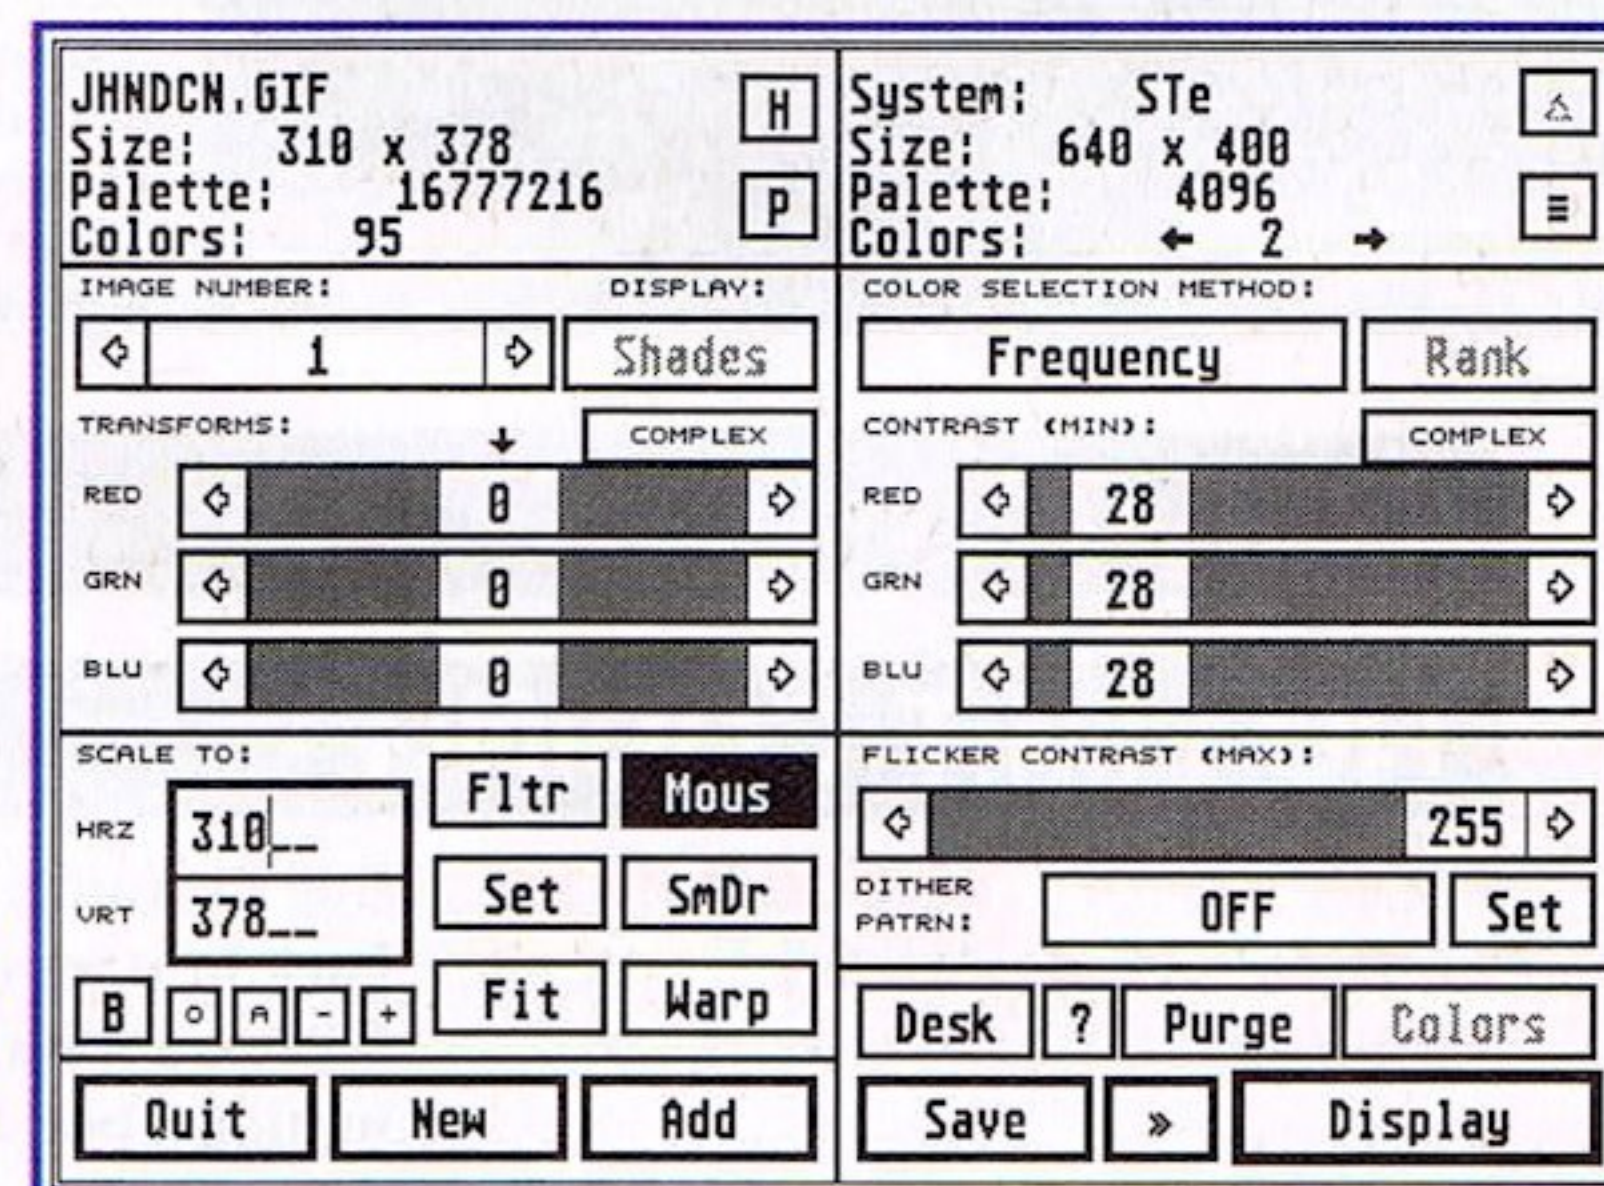 JHNDCN.GIF H
Size: 310 x 378
Palette: 16777216 P
Colors: 95
System: STe
Size: 640 x 400
Palette: 4096
Colors: ← 2 →
IMAGE NUMBER: DISPLAY:
1 Shades
TRANSFORMS: COMPLEX
RED 0
GRN 0
BLU 0
COLOR SELECTION METHOD:
Frequency Rank
CONTRAST (MIN): COMPLEX
RED 28
GRN 28
BLU 28
SCALE TO:
HRZ 310__
VRT 378__
Fltr Mous
Set SmDr
Fit Warp
B O A - +
Quit New Add
FLICKER CONTRAST (MAX):
255
DITHER
PATRN: OFF Set
Desk ? Purge Colors
Save » Display